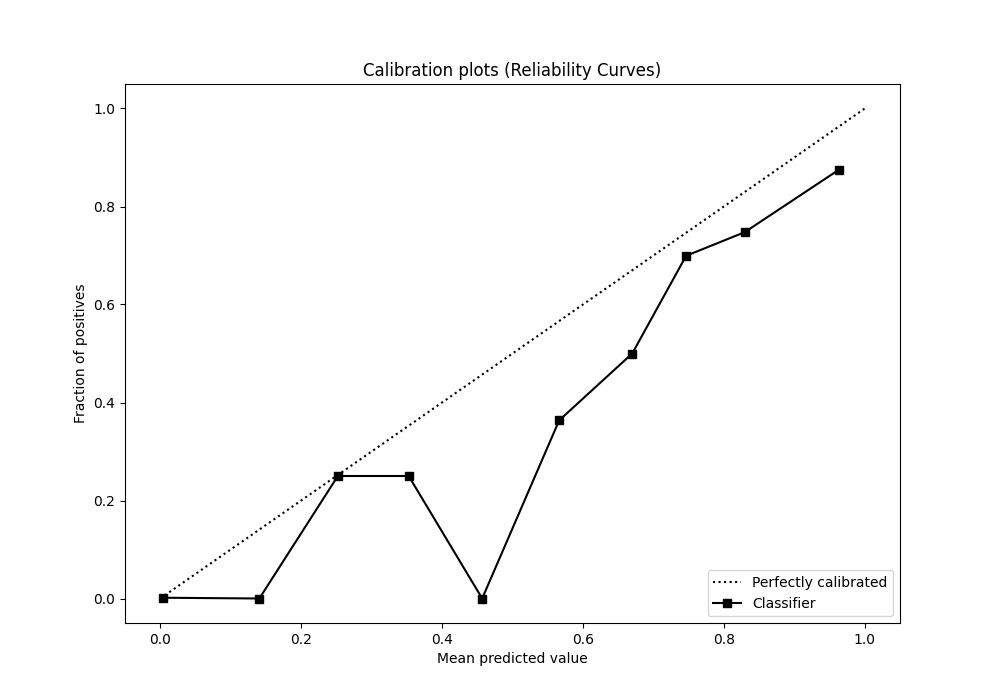 Calibration plots (Reliability Curves)
1.0
0.8
0.6
0.4
0.2
0.0
Fraction of positives
Perfectly calibrated
Classifier
0.0 0.2 0.4 0.6 0.8 1.0
Mean predicted value